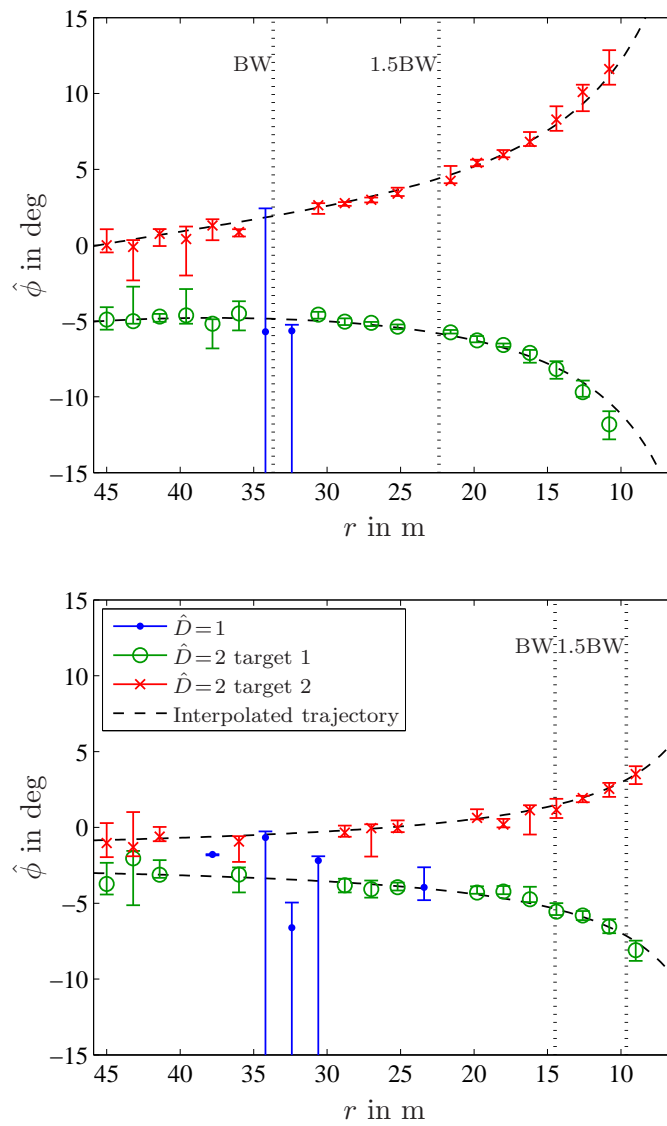 15
10
5
0
−5
−10
−15
BW
1.5BW
ϕ̂ in deg
45 40 35 30 25 20 15 10
r in m
15
10
5
0
−5
−10
−15
D̂=1
D̂=2 target 1
D̂=2 target 2
Interpolated trajectory
BW
1.5BW
ϕ̂ in deg
45 40 35 30 25 20 15 10
r in m